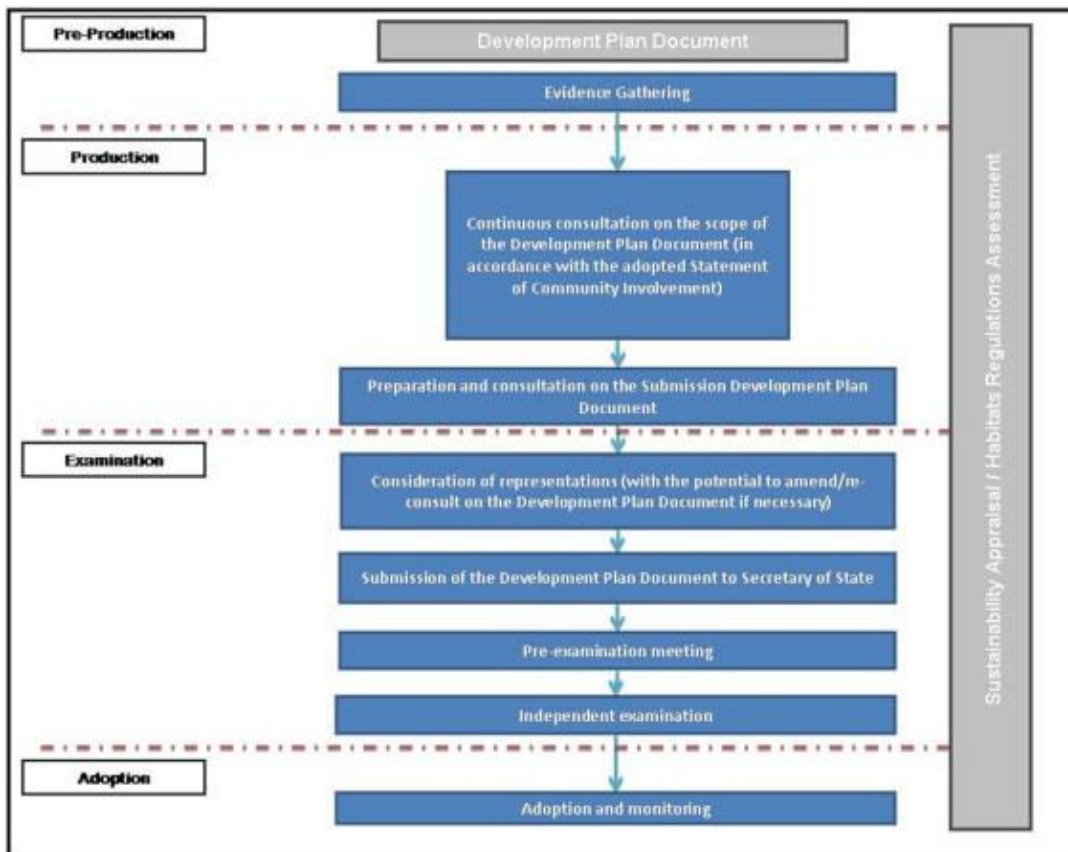 Pre-Production
Development Plan Document
Evidence Gathering
Production
Continuous consultation on the scope of
the Development Plan Document (in
accordance with the adopted Statement
of Community Involvement)
Preparation and consultation on the Submission Development Plan
Document
Examination
Consideration of representations (with the potential to amend/re-
consult on the Development Plan Document if necessary)
Submission of the Development Plan Document to Secretary of State
Pre-examination meeting
Independent examination
Adoption
Adoption and monitoring
Sustainability Appraisal / Habitats Regulations Assessment